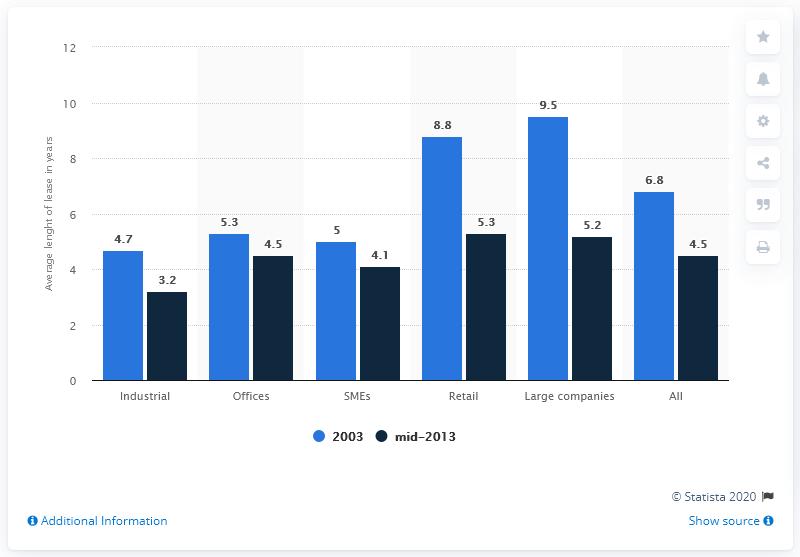 Average lenght of lease in years
12
10
8
6
4
2
0
4.7
3.2
5.3
4.5
5
4.1
8.8
5.3
9.5
5.2
6.8
4.5
Industrial
Offices
SMEs
Retail
Large companies
All
2003 mid-2013
© Statista 2020
Additional Information
Show source